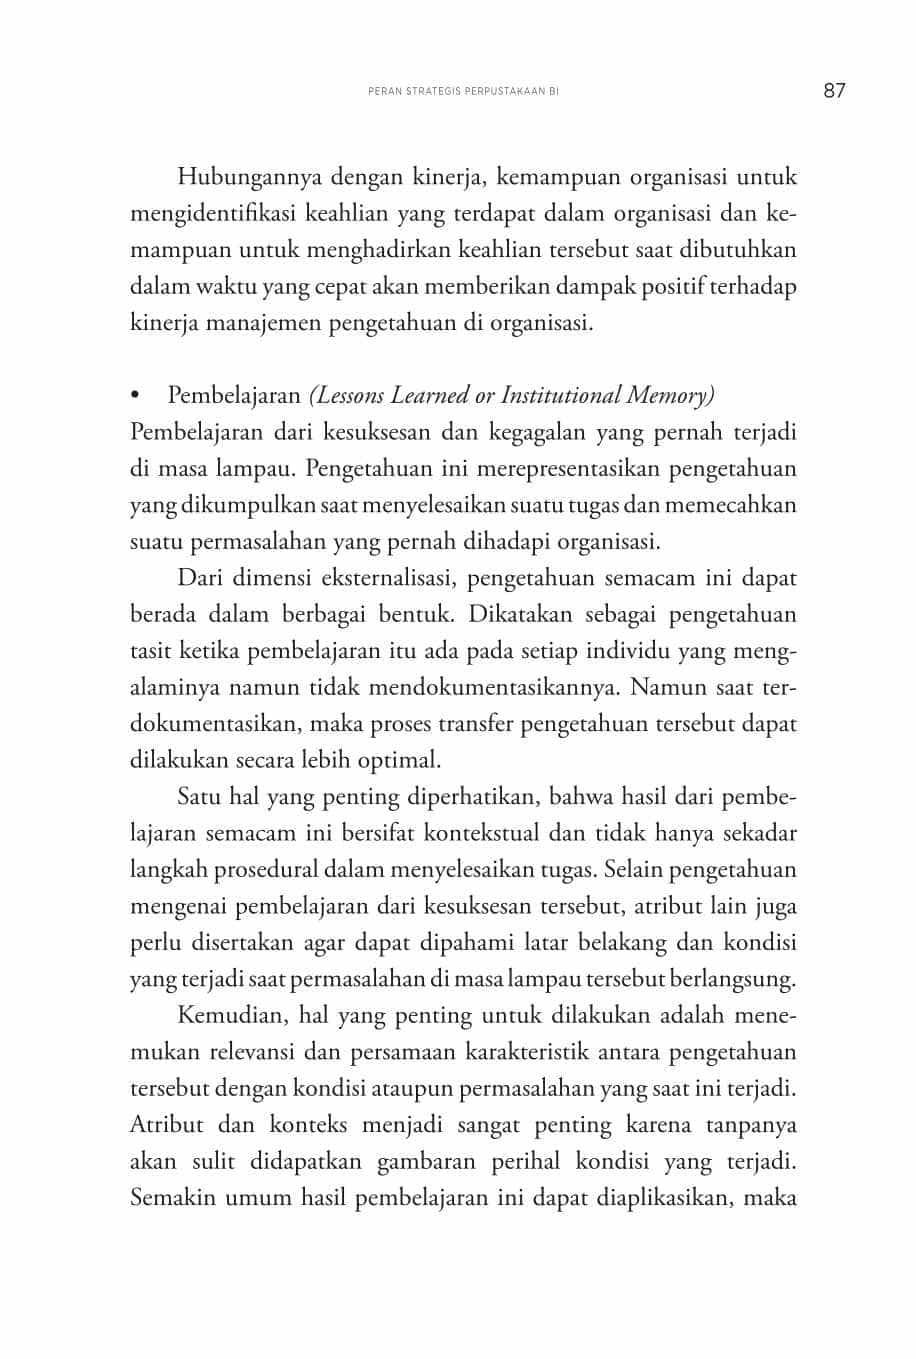 PERAN STRATEGIS PERPUSTAKAAN BI
87
Hubungannya dengan kinerja, kemampuan organisasi untuk
mengidentifikasi keahlian yang terdapat dalam organisasi dan ke-
mampuan untuk menghadirkan keahlian tersebut saat dibutuhkan
dalam waktu yang cepat akan memberikan dampak positif terhadap
kinerja manajemen pengetahuan di organisasi.
• Pembelajaran (Lessons Learned or Institutional Memory)
Pembelajaran dari kesuksesan dan kegagalan yang pernah terjadi
di masa lampau. Pengetahuan ini merepresentasikan pengetahuan
yang dikumpulkan saat menyelesaikan suatu tugas dan memecahkan
suatu permasalahan yang pernah dihadapi organisasi.
Dari dimensi eksternalisasi, pengetahuan semacam ini dapat
berada dalam berbagai bentuk. Dikatakan sebagai pengetahuan
tasit ketika pembelajaran itu ada pada setiap individu yang meng-
alaminya namun tidak mendokumentasikannya. Namun saat ter-
dokumentasikan, maka proses transfer pengetahuan tersebut dapat
dilakukan secara lebih optimal.
Satu hal yang penting diperhatikan, bahwa hasil dari pembe-
lajaran semacam ini bersifat kontekstual dan tidak hanya sekadar
langkah prosedural dalam menyelesaikan tugas. Selain pengetahuan
mengenai pembelajaran dari kesuksesan tersebut, atribut lain juga
perlu disertakan agar dapat dipahami latar belakang dan kondisi
yang terjadi saat permasalahan di masa lampau tersebut berlangsung.
Kemudian, hal yang penting untuk dilakukan adalah mene-
mukan relevansi dan persamaan karakteristik antara pengetahuan
tersebut dengan kondisi ataupun permasalahan yang saat ini terjadi.
Atribut dan konteks menjadi sangat penting karena tanpanya
akan sulit didapatkan gambaran perihal kondisi yang terjadi.
Semakin umum hasil pembelajaran ini dapat diaplikasikan, maka